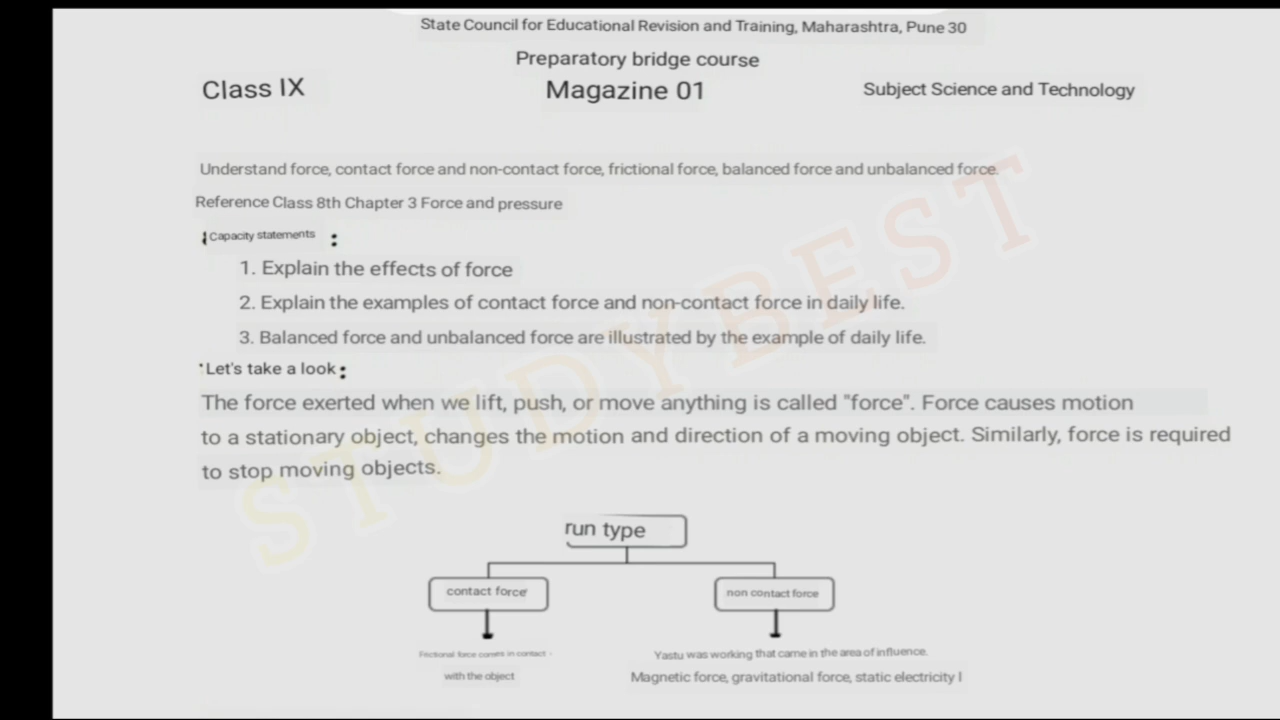 State Council for Educational Revision and Training, Maharashtra, Pune 30
Preparatory bridge course
Class IX Magazine 01 Subject Science and Technology
Understand force, contact force and non-contact force, frictional force, balanced force and unbalanced force.
Reference Class 8th Chapter 3 Force and pressure
Capacity statements :
1. Explain the effects of force
2. Explain the examples of contact force and non-contact force in daily life.
3. Balanced force and unbalanced force are illustrated by the example of daily life.
Let's take a look :
The force exerted when we lift, push, or move anything is called "force". Force causes motion
to a stationary object, changes the motion and direction of a moving object. Similarly, force is required
to stop moving objects.
run type
contact force non contact force
Frictional force comes in contact - Yastu was working that came in the area of influence.
with the object Magnetic force, gravitational force, static electricity I
STUDYBEST